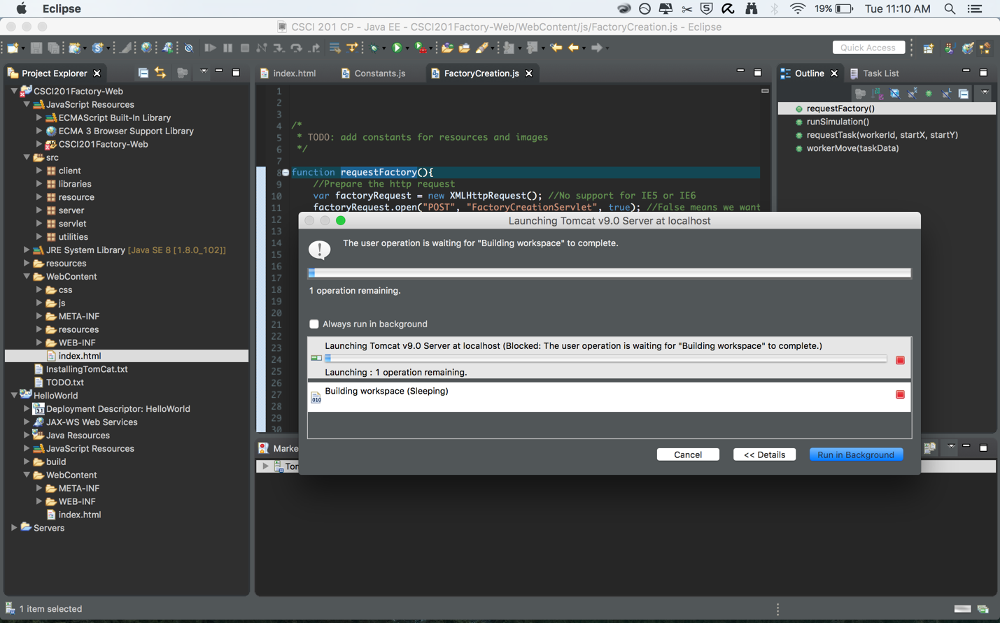 Eclipse
19%
Tue 11:10 AM
CSCI 201 CP - Java EE - CSCI201Factory-Web/WebContent/js/FactoryCreation.js - Eclipse
Quick Access
Project Explorer
CSCI201Factory-Web
JavaScript Resources
ECMAScript Built-In Library
ECMA 3 Browser Support Library
CSCI201Factory-Web
src
client
libraries
resource
server
servlet
utilities
JRE System Library [Java SE 8 [1.8.0_102]]
resources
WebContent
css
js
META-INF
resources
WEB-INF
index.html
InstallingTomCat.txt
TODO.txt
HelloWorld
Deployment Descriptor: HelloWorld
JAX-WS Web Services
Java Resources
JavaScript Resources
build
WebContent
META-INF
WEB-INF
index.html
Servers
index.html
Constants.js
FactoryCreation.js
1
2
3
4 /*
5 * TODO: add constants for resources and images
6 */
7
8 function requestFactory(){
9 //Prepare the http request
10 var factoryRequest = new XMLHttpRequest(); //No support for IE5 or IE6
11 factoryRequest.open("POST", "FactoryCreationServlet", true); //False means we want
12
13
14
15
16
17
18
19
20
21
22
23
24
25
26
27
28
29
30
Outline
Task List
requestFactory()
runSimulation()
requestTask(workerId, startX, startY)
workerMove(taskData)
Launching Tomcat v9.0 Server at localhost
The user operation is waiting for "Building workspace" to complete.
1 operation remaining.
Always run in background
Launching Tomcat v9.0 Server at localhost (Blocked: The user operation is waiting for "Building workspace" to complete.)
Launching : 1 operation remaining.
010
Building workspace (Sleeping)
Cancel
<< Details
Run in Background
Marke
Tor
1 item selected